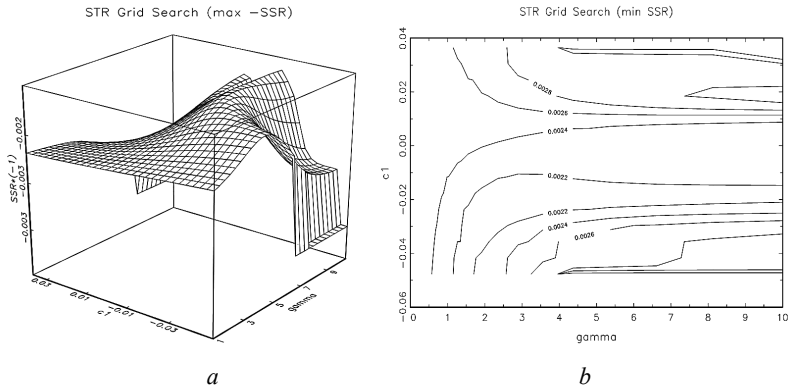 STR Grid Search (max −SSR)
SSR*(−1)
−0.002
−0.003
−0.003
0.03
0.01
−0.01
−0.03
c1
1
3
5
7
9
gamma
a
STR Grid Search (min SSR)
c1
0.04
0.02
0.00
−0.02
−0.04
−0.06
0.0028
0.0026
0.0024
0.0022
0.0022
0.0024
0.0026
0 1 2 3 4 5 6 7 8 9 10
gamma
b